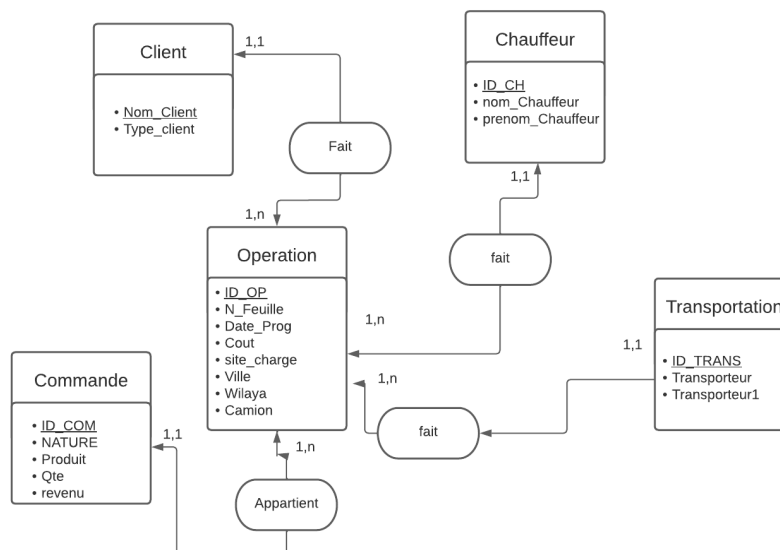 Client
• Nom_Client
• Type_client
1,1
Fait
1,n
Chauffeur
• ID_CH
• nom_Chauffeur
• prenom_Chauffeur
1,1
fait
1,n
Operation
• ID_OP
• N_Feuille
• Date_Prog
• Cout
• site_charge
• Ville
• Wilaya
• Camion
Transportation
• ID_TRANS
• Transporteur
• Transporteur1
1,1
1,n
fait
Commande
• ID_COM
• NATURE
• Produit
• Qte
• revenu
1,1
1,n
Appartient